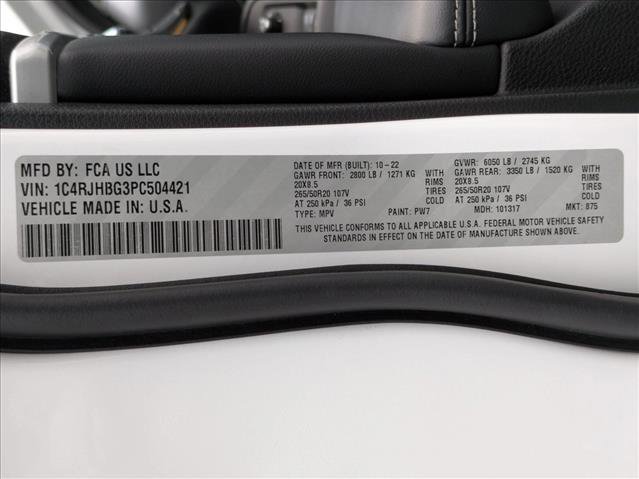 MFD BY: FCA US LLC
VIN: 1C4RJHBG3PC504421
VEHICLE MADE IN: U.S.A.
DATE OF MFR (BUILT): 10-22 GVWR: 6050 LB / 2745 KG
GAWR FRONT: 2800 LB / 1271 KG WITH GAWR REAR: 3350 LB / 1520 KG WITH
20X8.5 RIMS 20X8.5 RIMS
265/50R20 107V TIRES 265/50R20 107V TIRES
AT 250 kPa / 36 PSI COLD AT 250 kPa / 36 PSI COLD
TYPE: MPV PAINT: PW7 MDH: 101317 MKT: 875
THIS VEHICLE CONFORMS TO ALL APPLICABLE U.S.A. FEDERAL MOTOR VEHICLE SAFETY
STANDARDS IN EFFECT ON THE DATE OF MANUFACTURE SHOWN ABOVE.